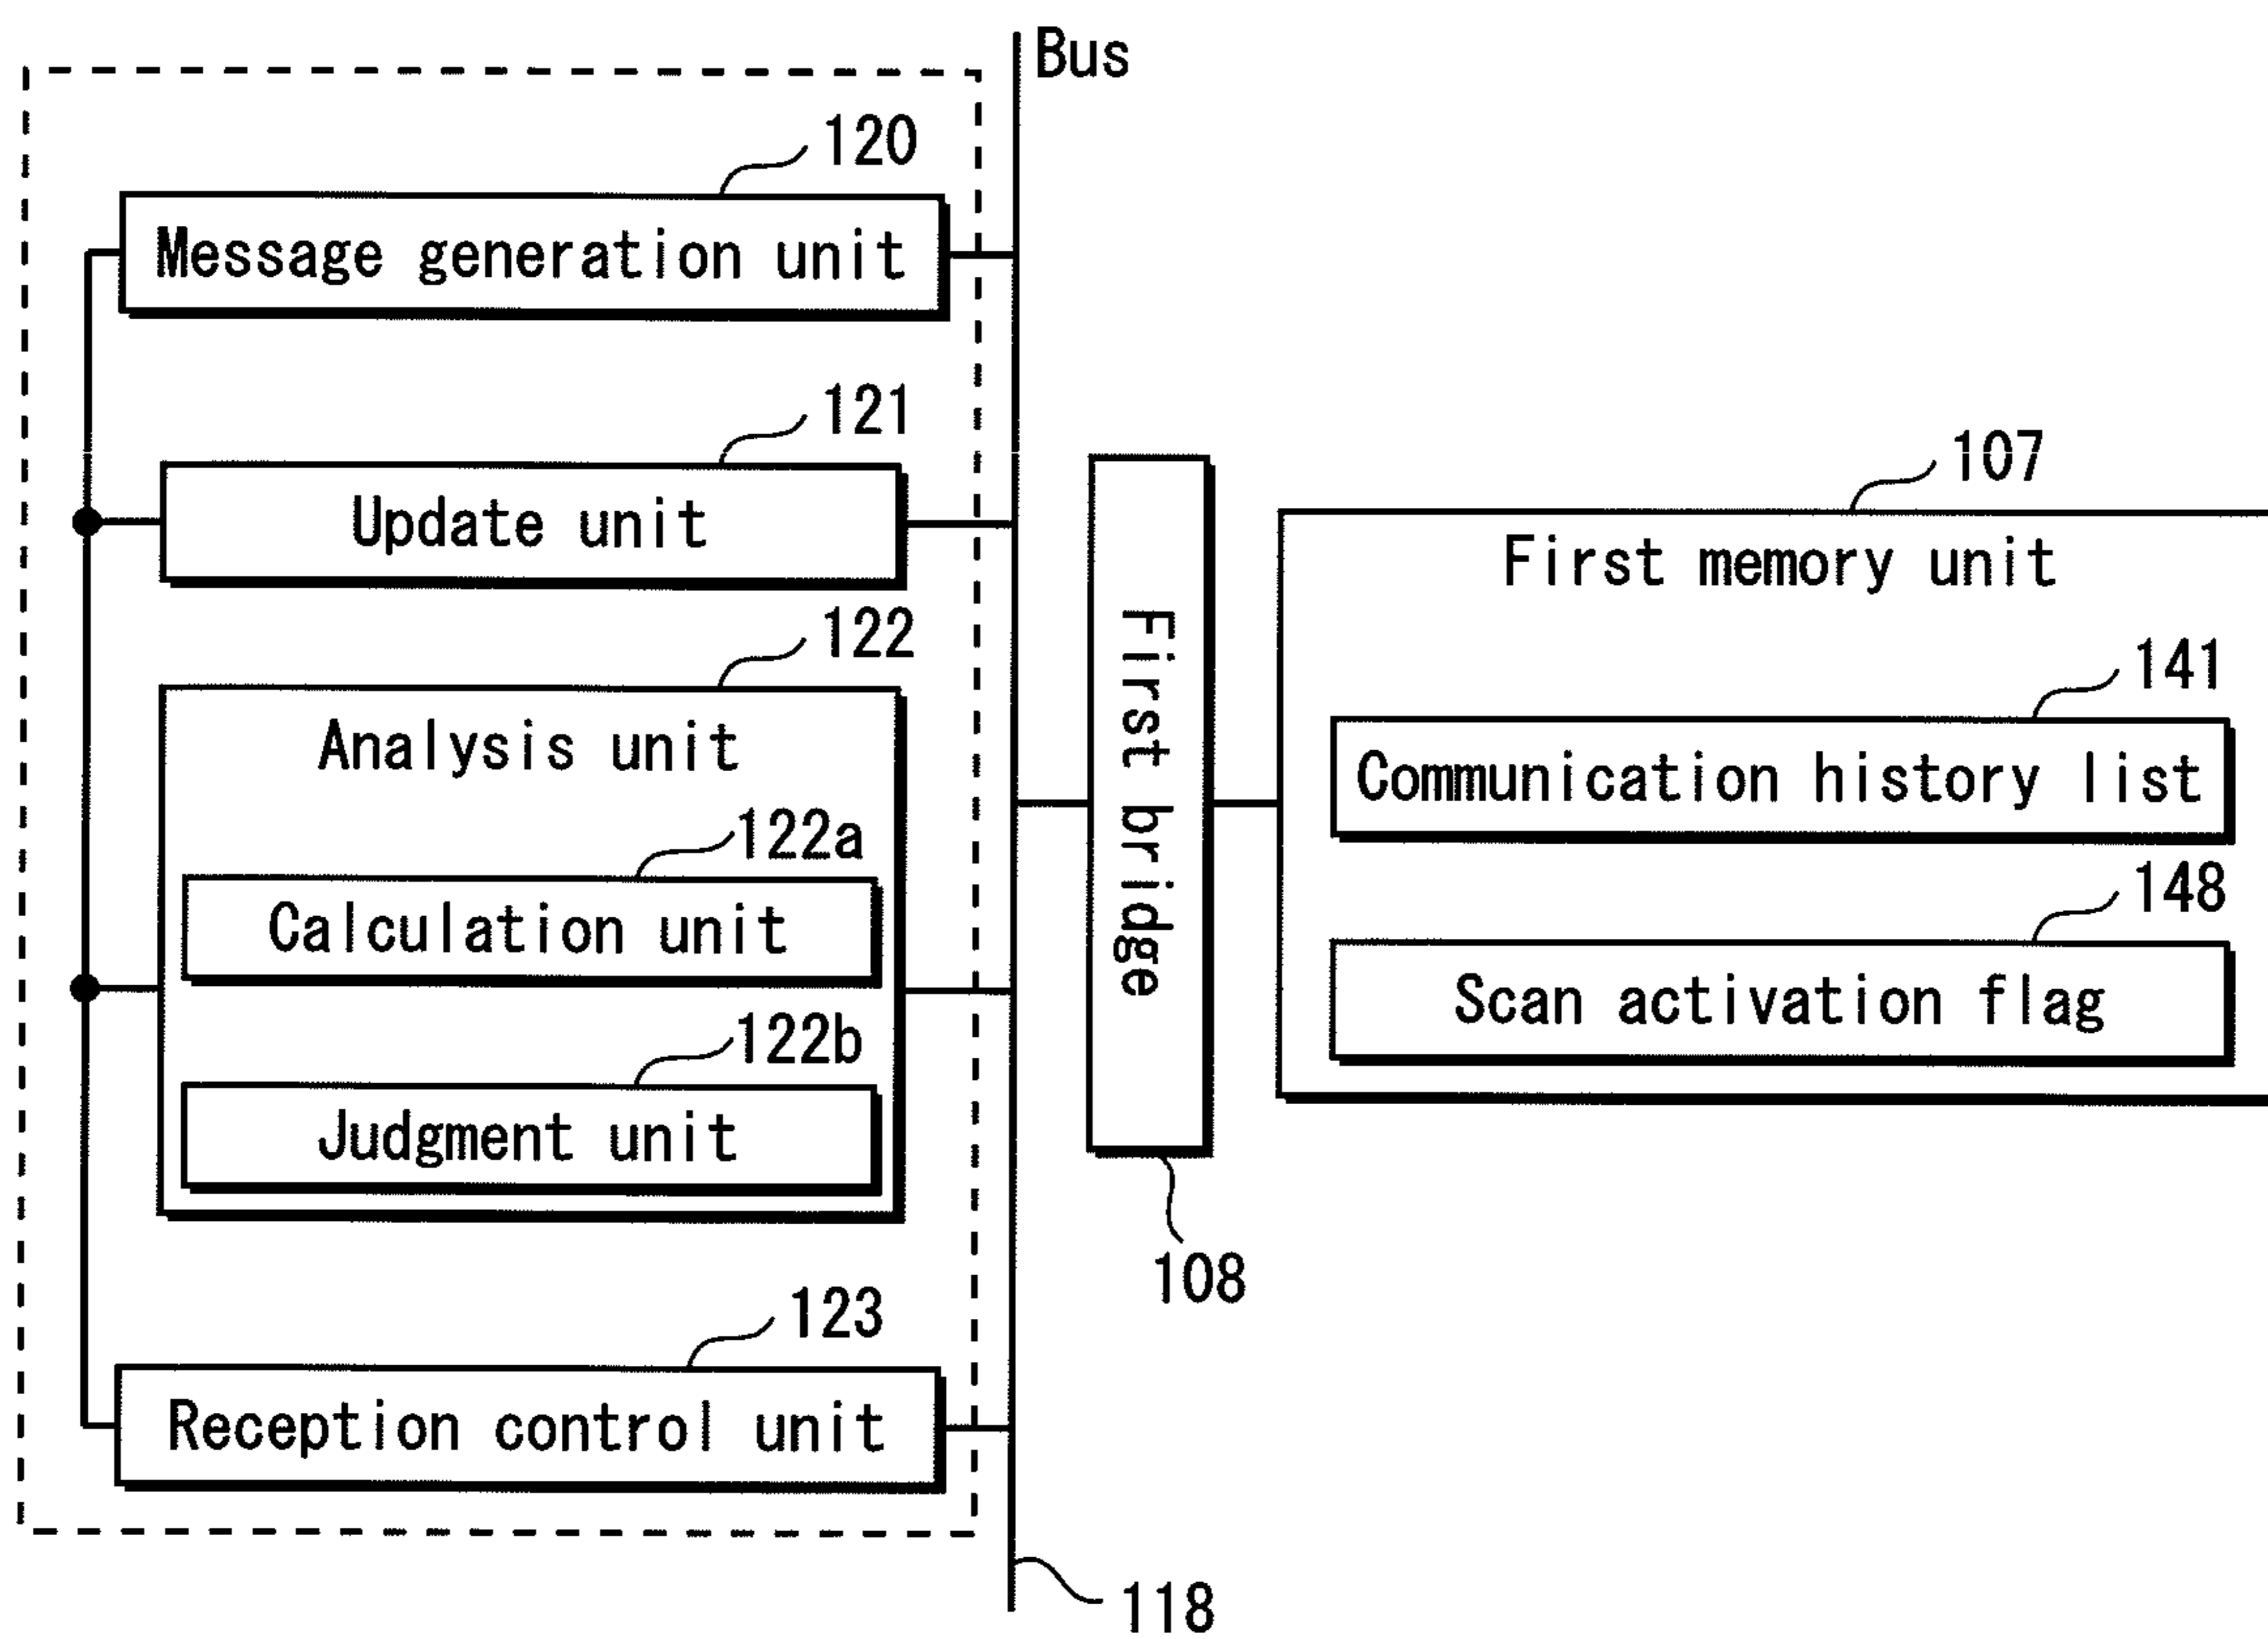 Bus
120
Message generation unit
121
Update unit
122
Analysis unit
122a
Calculation unit
122b
Judgment unit
123
Reception control unit
First bridge
108
118
107
First memory unit
141
Communication history list
148
Scan activation flag